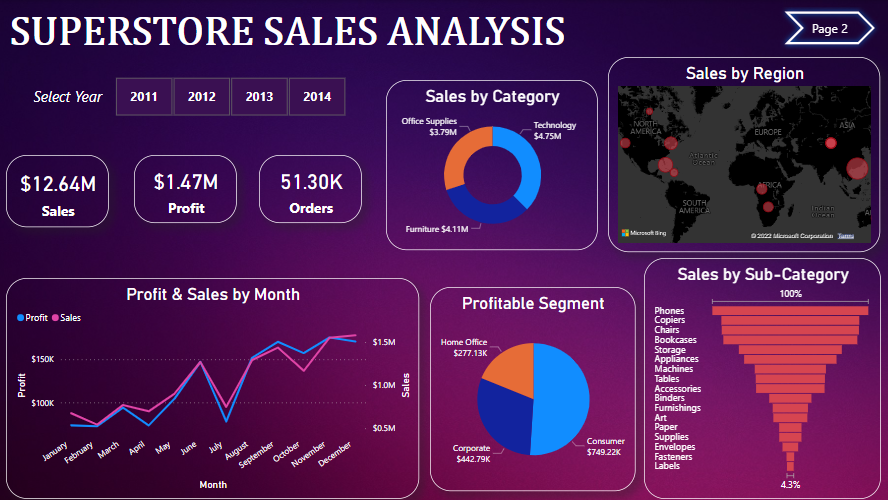 SUPERSTORE SALES ANALYSIS
Page 2
Select Year
2011
2012
2013
2014
$12.64M
Sales
$1.47M
Profit
51.30K
Orders
Sales by Category
Office Supplies
$3.79M
Technology
$4.75M
Furniture $4.11M
Sales by Region
NORTH
AMERICA
EUROPE
ASIA
Atlantic
Ocean
AFRICA
SOUTH
AMERICA
Indian
Ocean
Microsoft Bing
© 2022 Microsoft Corporation Terms
Profit & Sales by Month
Profit Sales
$150K
$100K
Profit
$1.5M
$1.0M
$0.5M
Sales
January
February
March
April
May
June
July
August
September
October
November
December
Month
Profitable Segment
Home Office
$277.13K
Corporate
$442.79K
Consumer
$749.22K
Sales by Sub-Category
100%
Phones
Copiers
Chairs
Bookcases
Storage
Appliances
Machines
Tables
Accessories
Binders
Furnishings
Art
Paper
Supplies
Envelopes
Fasteners
Labels
4.3%